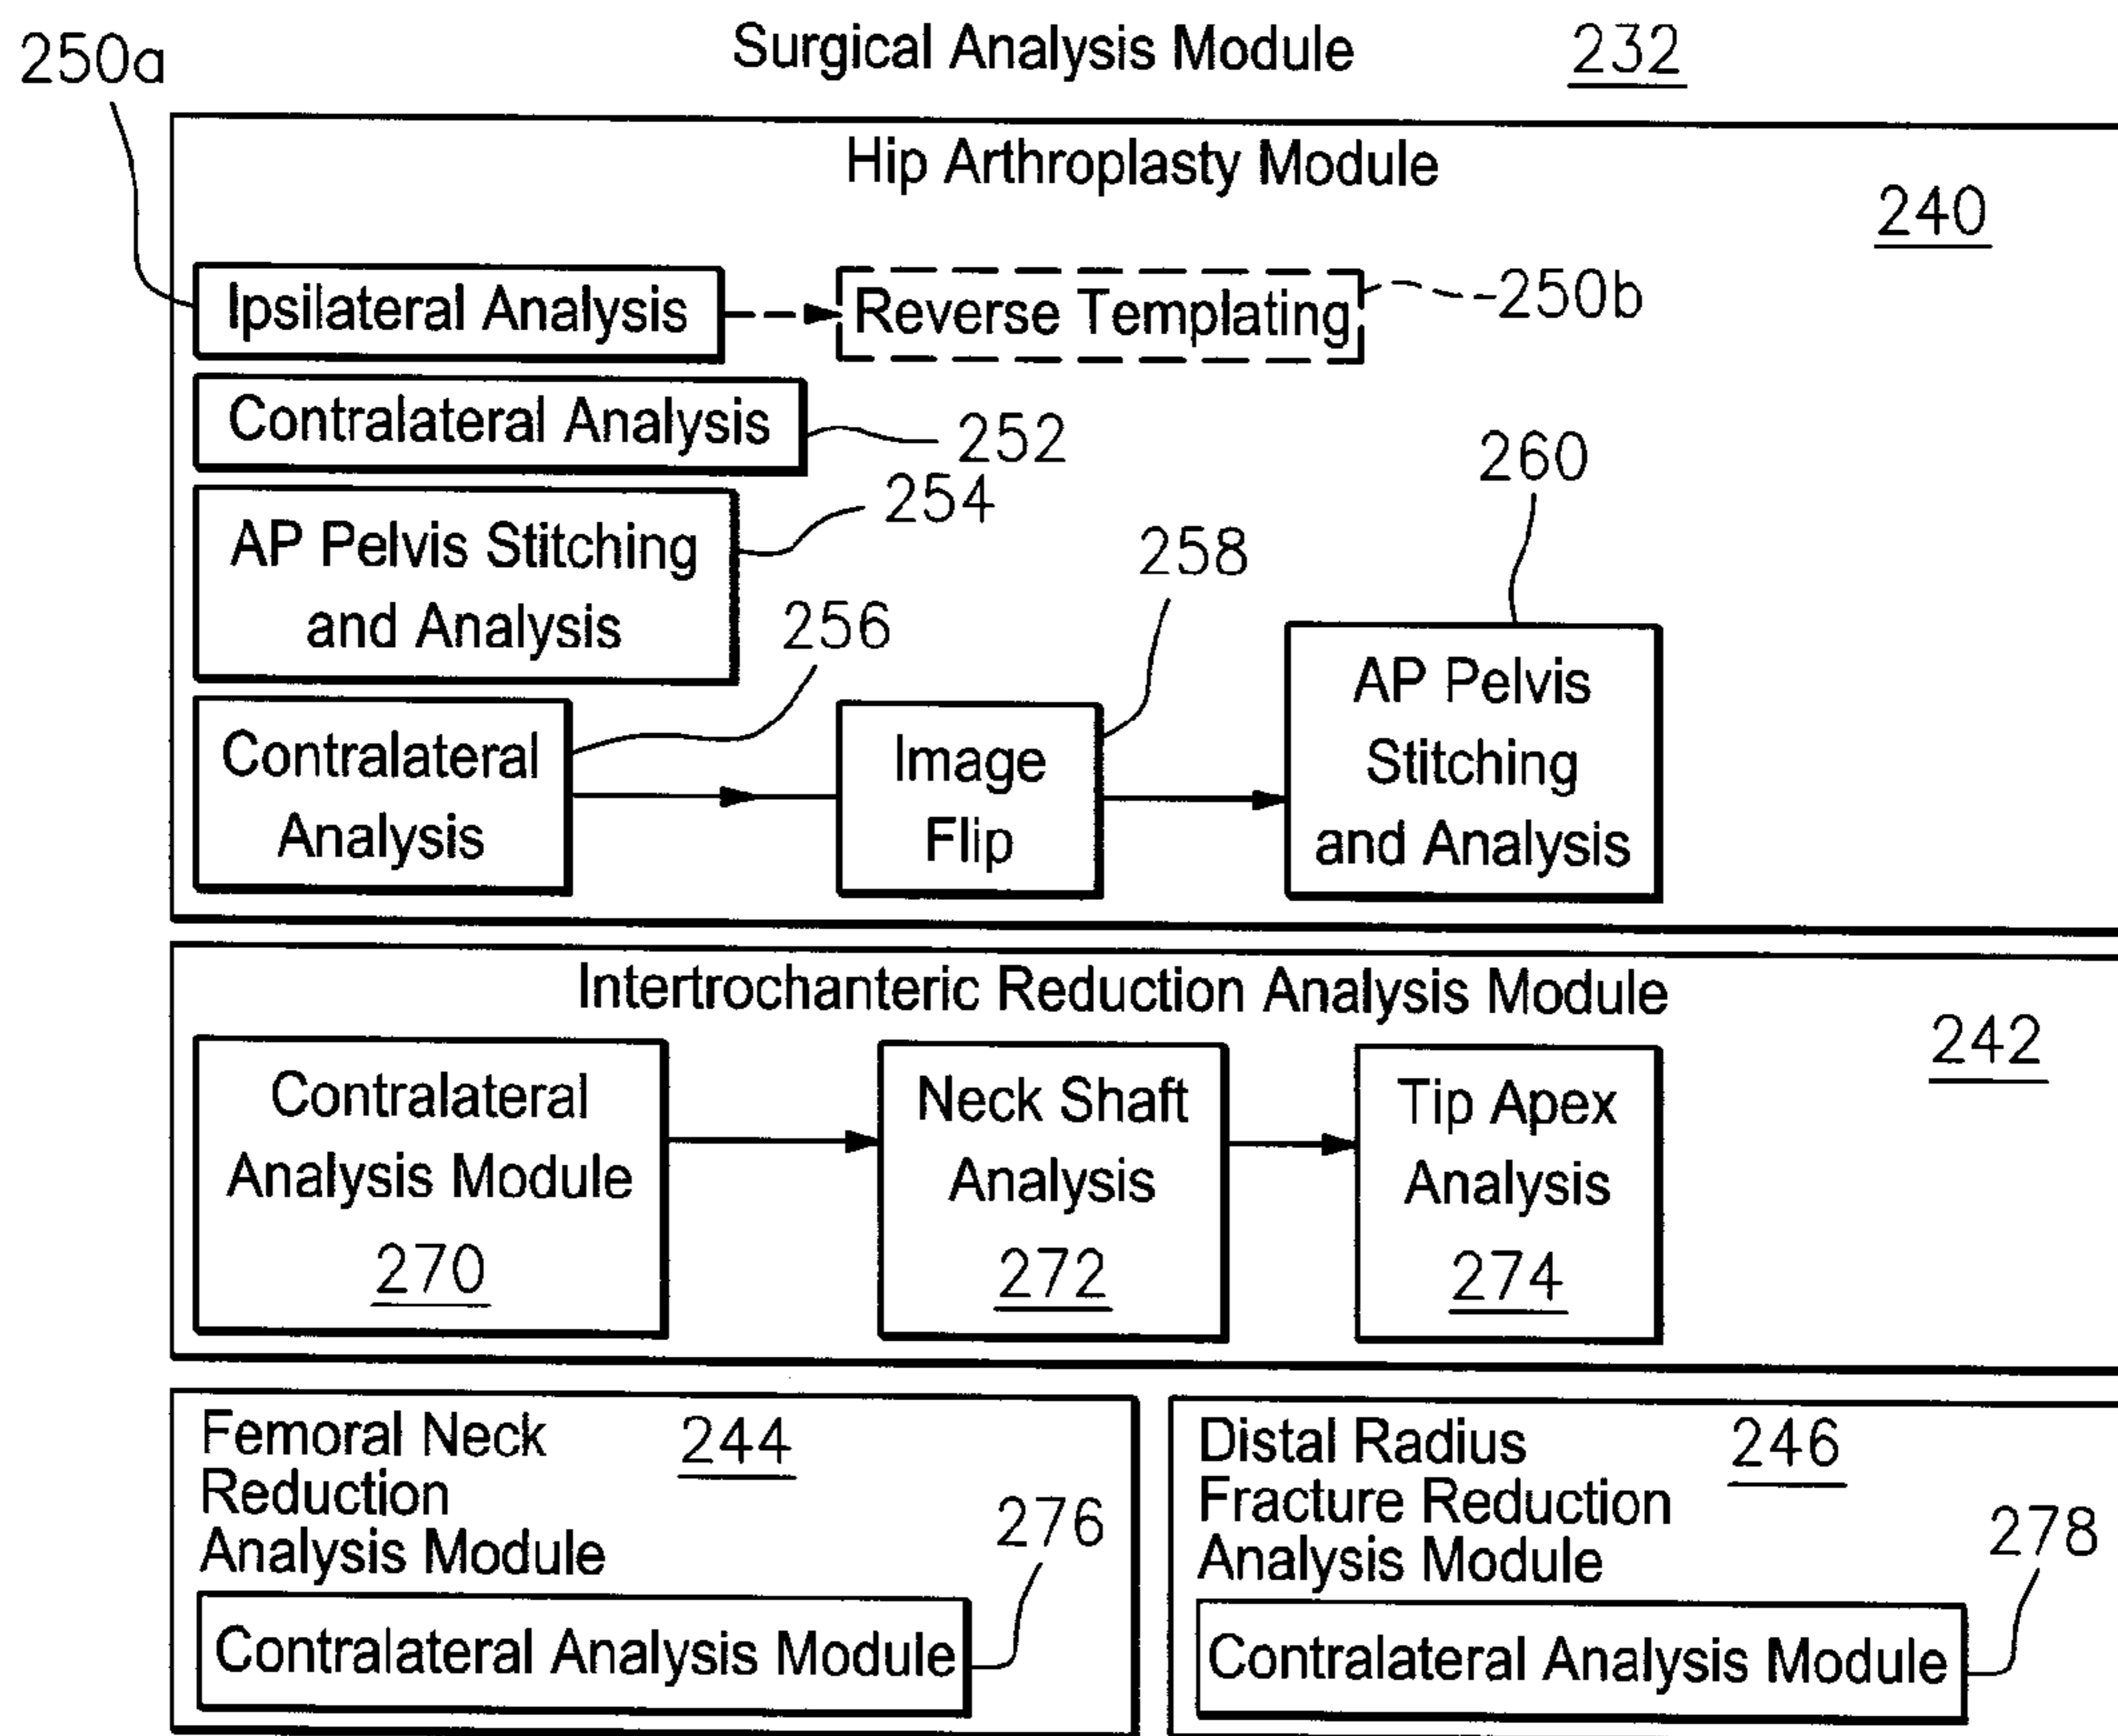 Surgical Analysis Module 232
250a
Hip Arthroplasty Module
240
Ipsilateral Analysis
Reverse Templating
250b
Contralateral Analysis
252
254
AP Pelvis Stitching
and Analysis
256
258
260
Contralateral
Analysis
Image
Flip
AP Pelvis
Stitching
and Analysis
Intertrochanteric Reduction Analysis Module
242
Contralateral
Analysis Module
270
Neck Shaft
Analysis
272
Tip Apex
Analysis
274
Femoral Neck
Reduction
Analysis Module
244
276
Contralateral Analysis Module
Distal Radius
Fracture Reduction
Analysis Module
246
278
Contralateral Analysis Module